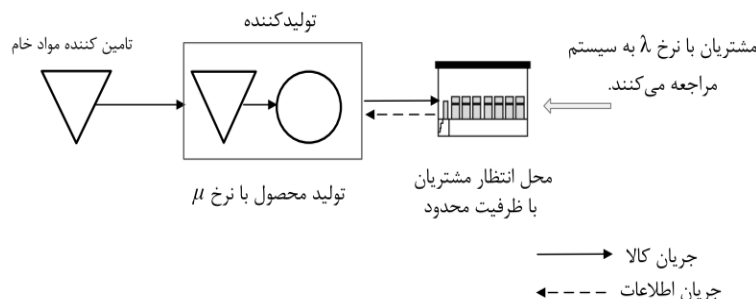 تولیدکننده
تامین کننده مواد خام
مشتریان با نرخ λ به سیستم
مراجعه می‌کنند.
محل انتظار مشتریان
با ظرفیت محدود
تولید محصول با نرخ μ
جریان کالا
جریان اطلاعات